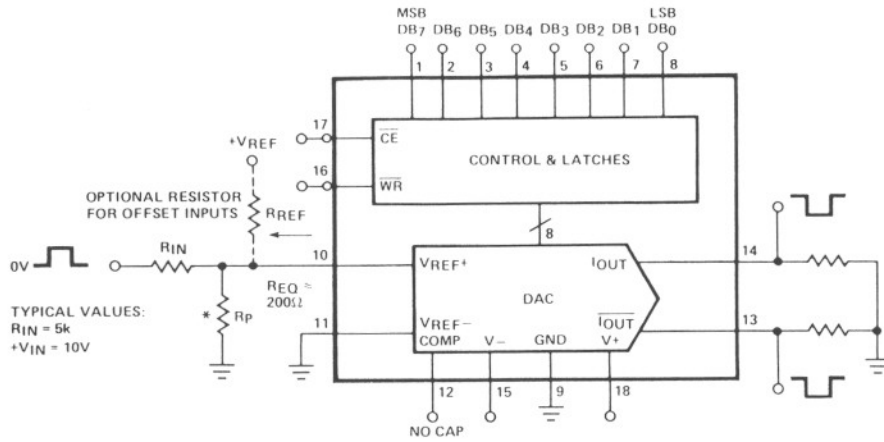 MSB LSB
DB7 DB6 DB5 DB4 DB3 DB2 DB1 DB0
1 2 3 4 5 6 7 8
17
CE
+VREF
CONTROL & LATCHES
16
WR
OPTIONAL RESISTOR
FOR OFFSET INPUTS
RREF
8
RIN
10
14
0V
VREF+
IOUT
REQ ≈
200Ω
DAC
TYPICAL VALUES:
RIN = 5k
+VIN = 10V
* RP
11
VREF−
IOUT
13
COMP V− GND V+
12 15 9 18
NO CAP